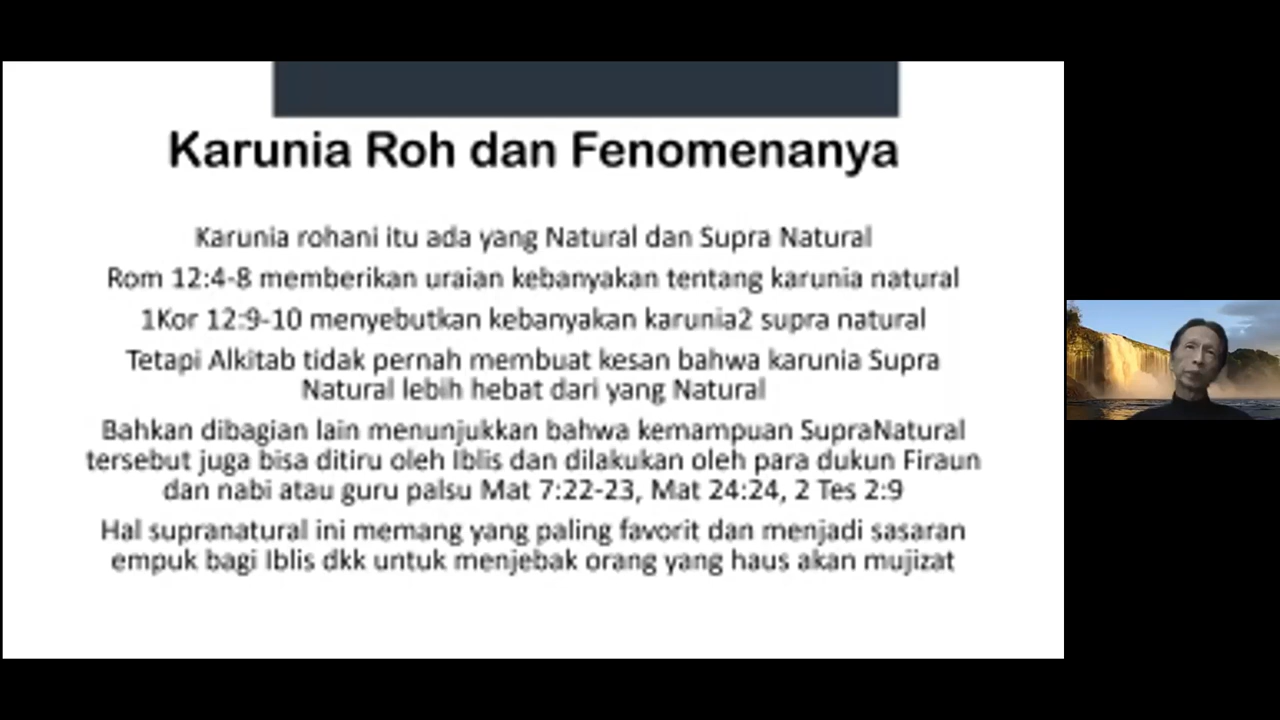 Karunia Roh dan Fenomenanya
Karunia rohani itu ada yang Natural dan Supra Natural
Rom 12:4-8 memberikan uraian kebanyakan tentang karunia natural
1Kor 12:9-10 menyebutkan kebanyakan karunia2 supra natural
Tetapi Alkitab tidak pernah membuat kesan bahwa karunia Supra
Natural lebih hebat dari yang Natural
Bahkan dibagian lain menunjukkan bahwa kemampuan SupraNatural
tersebut juga bisa ditiru oleh Iblis dan dilakukan oleh para dukun Firaun
dan nabi atau guru palsu Mat 7:22-23, Mat 24:24, 2 Tes 2:9
Hal supranatural ini memang yang paling favorit dan menjadi sasaran
empuk bagi Iblis dkk untuk menjebak orang yang haus akan mujizat